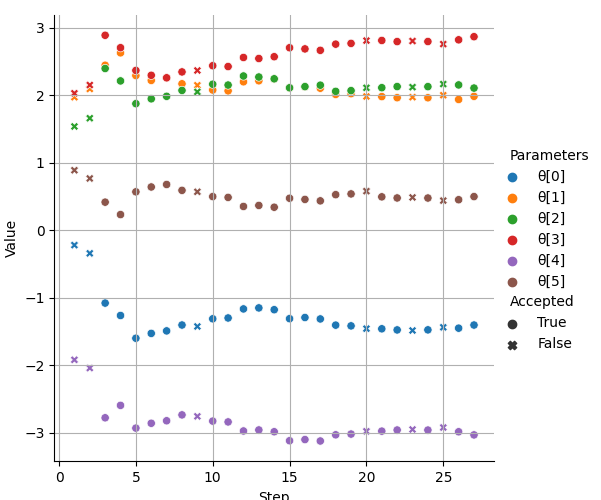 3
2
1
0
−1
−2
−3
Value
0
5
10
15
20
25
Step
Parameters
θ[0]
θ[1]
θ[2]
θ[3]
θ[4]
θ[5]
Accepted
True
False